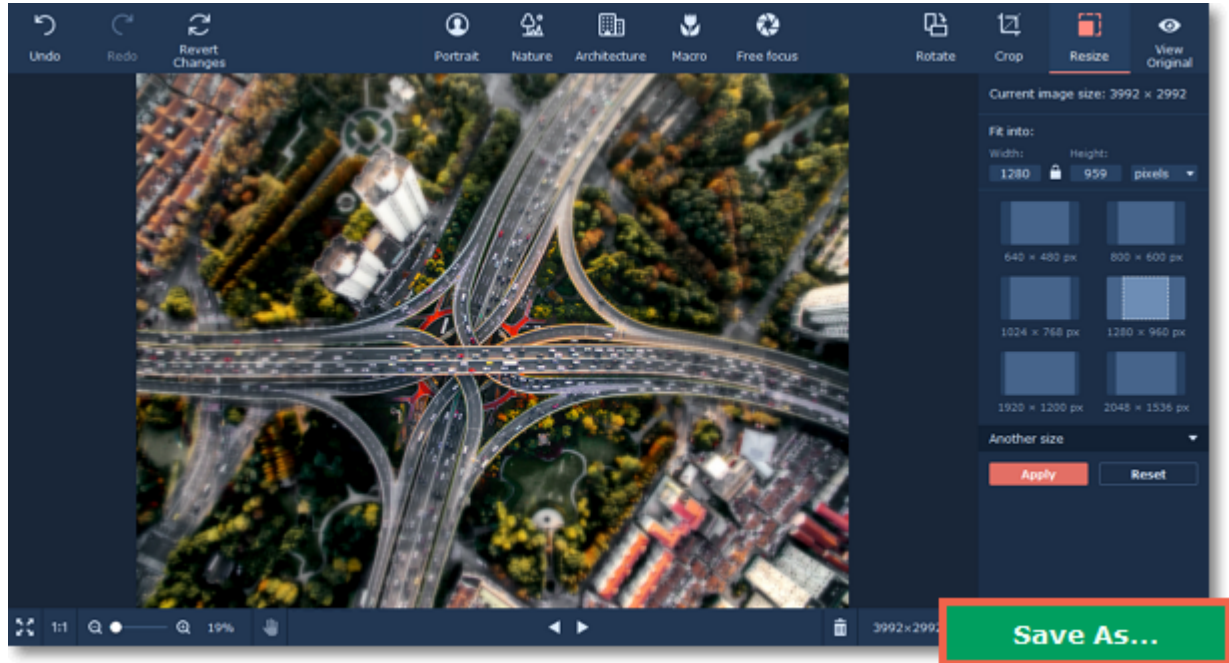 Undo
Redo
Revert
Changes
Portrait
Nature
Architecture
Macro
Free focus
Rotate
Crop
Resize
View
Original
Current image size: 3992 × 2992
Fit into:
Width: Height:
1280 959 pixels
640 × 480 px 800 × 600 px
1024 × 768 px 1280 × 960 px
1920 × 1200 px 2048 × 1536 px
Another size
Apply Reset
1:1 19% 3992×2992
Save As...